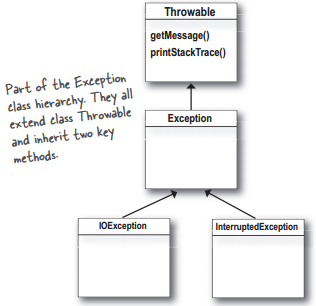 Throwable
getMessage()
printStackTrace()
Part of the Exception
class hierarchy. They all
extend class Throwable
and inherit two key
methods.
Exception
IOException
InterruptedException